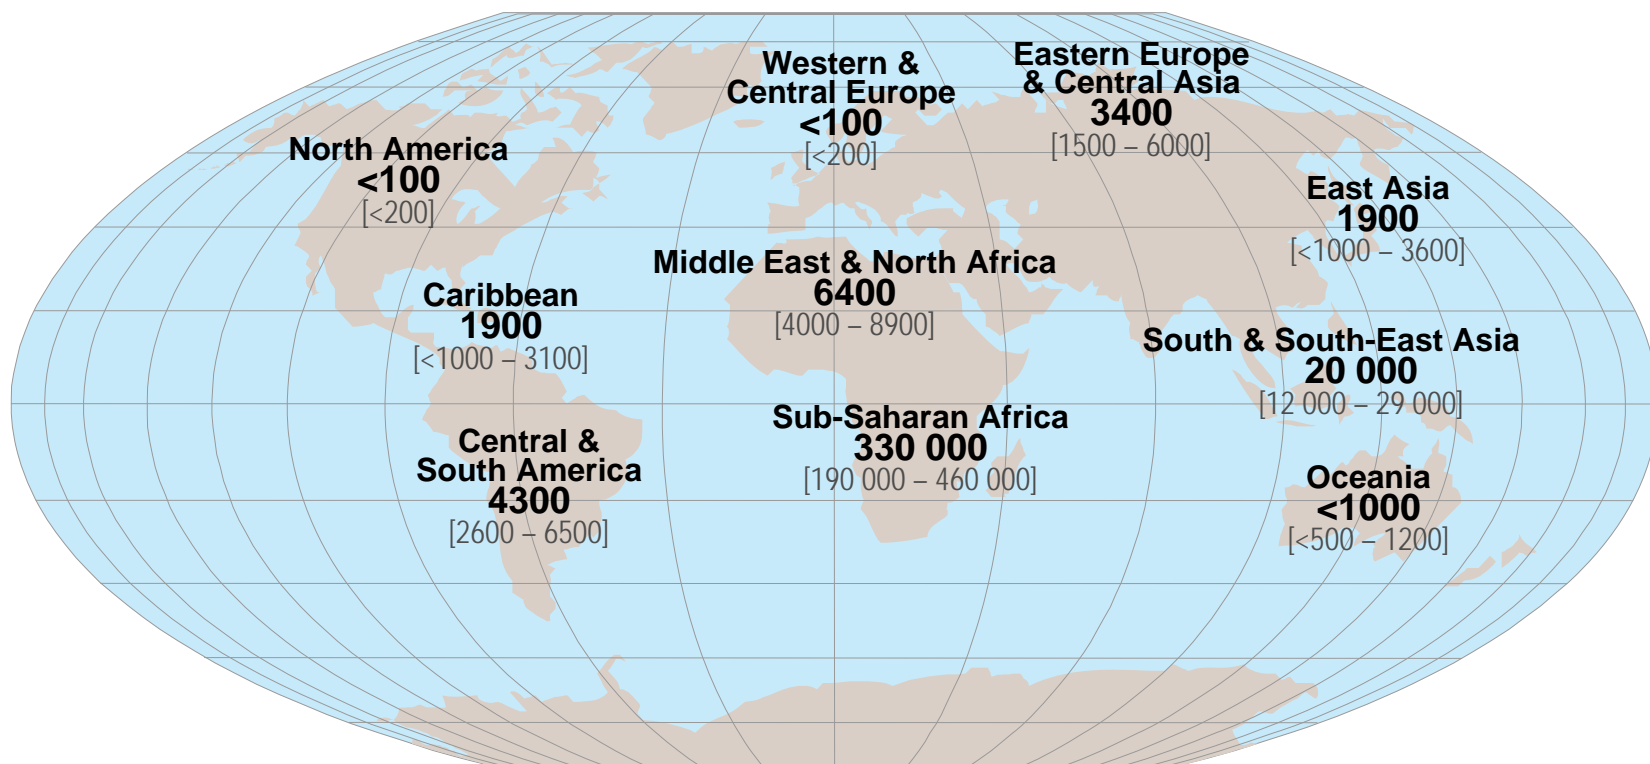 Western &
Central Europe
<100
[<200]
Eastern Europe
& Central Asia
3400
[1500 – 6000]
North America
<100
[<200]
East Asia
1900
[<1000 – 3600]
Middle East & North Africa
6400
[4000 – 8900]
Caribbean
1900
[<1000 – 3100]
South & South-East Asia
20 000
[12 000 – 29 000]
Sub-Saharan Africa
330 000
[190 000 – 460 000]
Central &
South America
4300
[2600 – 6500]
Oceania
<1000
[<500 – 1200]